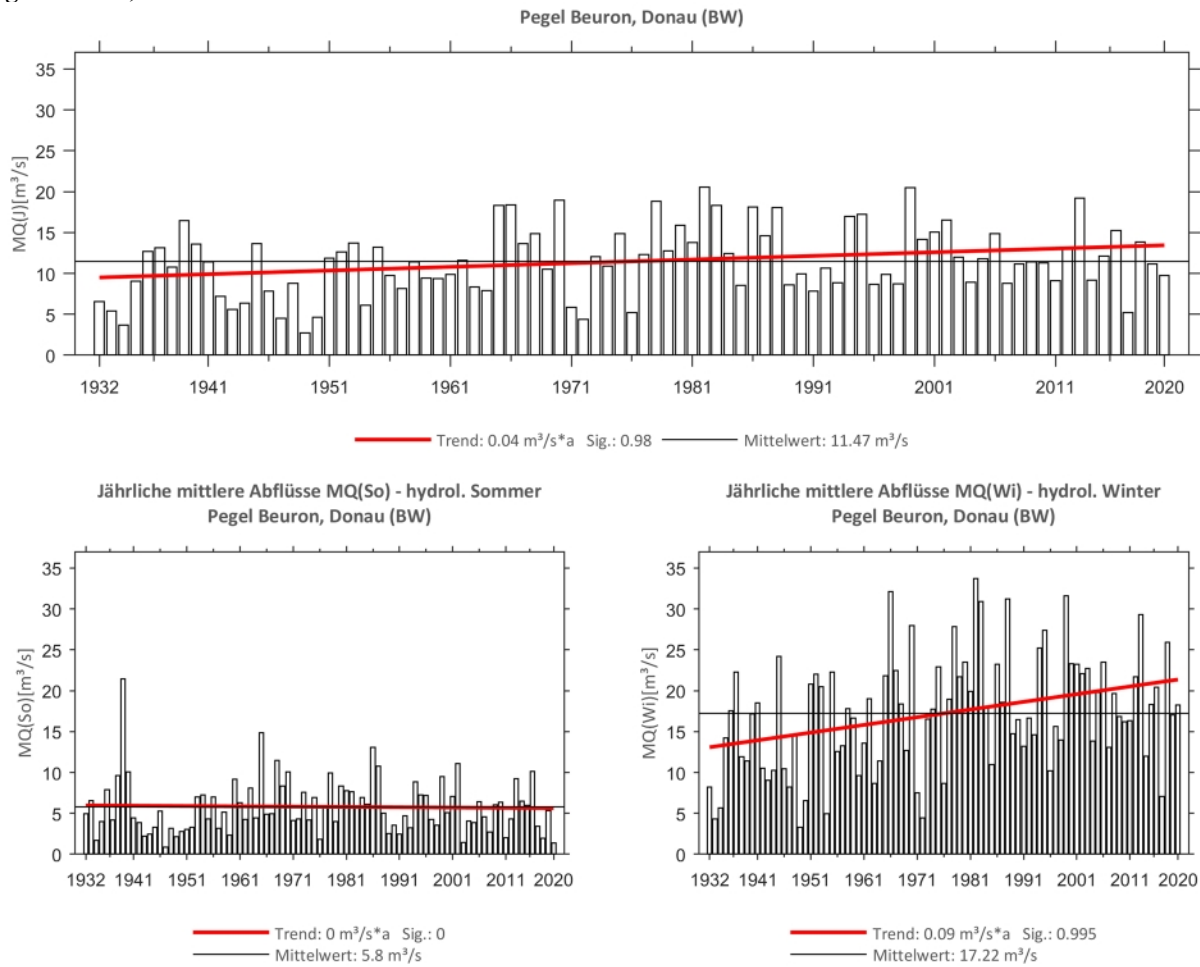 Pegel Beuron, Donau (BW)
MQ(J)[m³/s]
35
30
25
20
15
10
5
0
1932 1941 1951 1961 1971 1981 1991 2001 2011 2020
Trend: 0.04 m³/s*a Sig.: 0.98 Mittelwert: 11.47 m³/s
Jährliche mittlere Abflüsse MQ(So) - hydrol. Sommer
Pegel Beuron, Donau (BW)
MQ(So)[m³/s]
35
30
25
20
15
10
5
0
1932 1941 1951 1961 1971 1981 1991 2001 2011 2020
Trend: 0 m³/s*a Sig.: 0
Mittelwert: 5.8 m³/s
Jährliche mittlere Abflüsse MQ(Wi) - hydrol. Winter
Pegel Beuron, Donau (BW)
MQ(Wi)[m³/s]
35
30
25
20
15
10
5
0
1932 1941 1951 1961 1971 1981 1991 2001 2011 2020
Trend: 0.09 m³/s*a Sig.: 0.995
Mittelwert: 17.22 m³/s